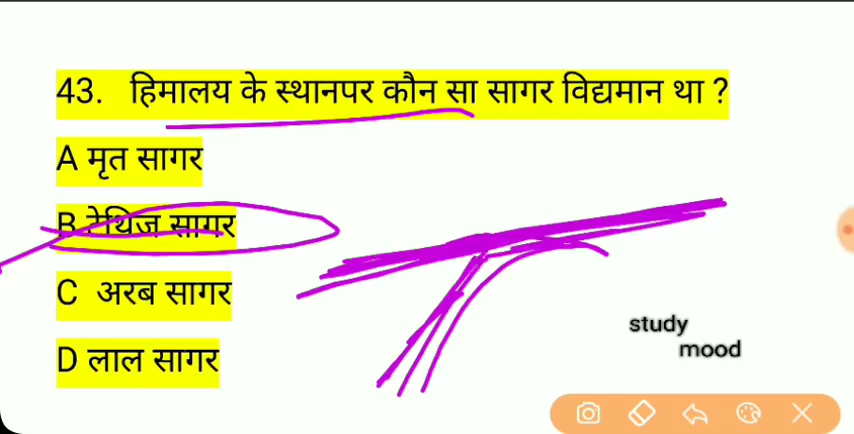 43. हिमालय के स्थानपर कौन सा सागर विद्यमान था ?
A मृत सागर
B टेथिज सागर
C अरब सागर
D लाल सागर
study
mood